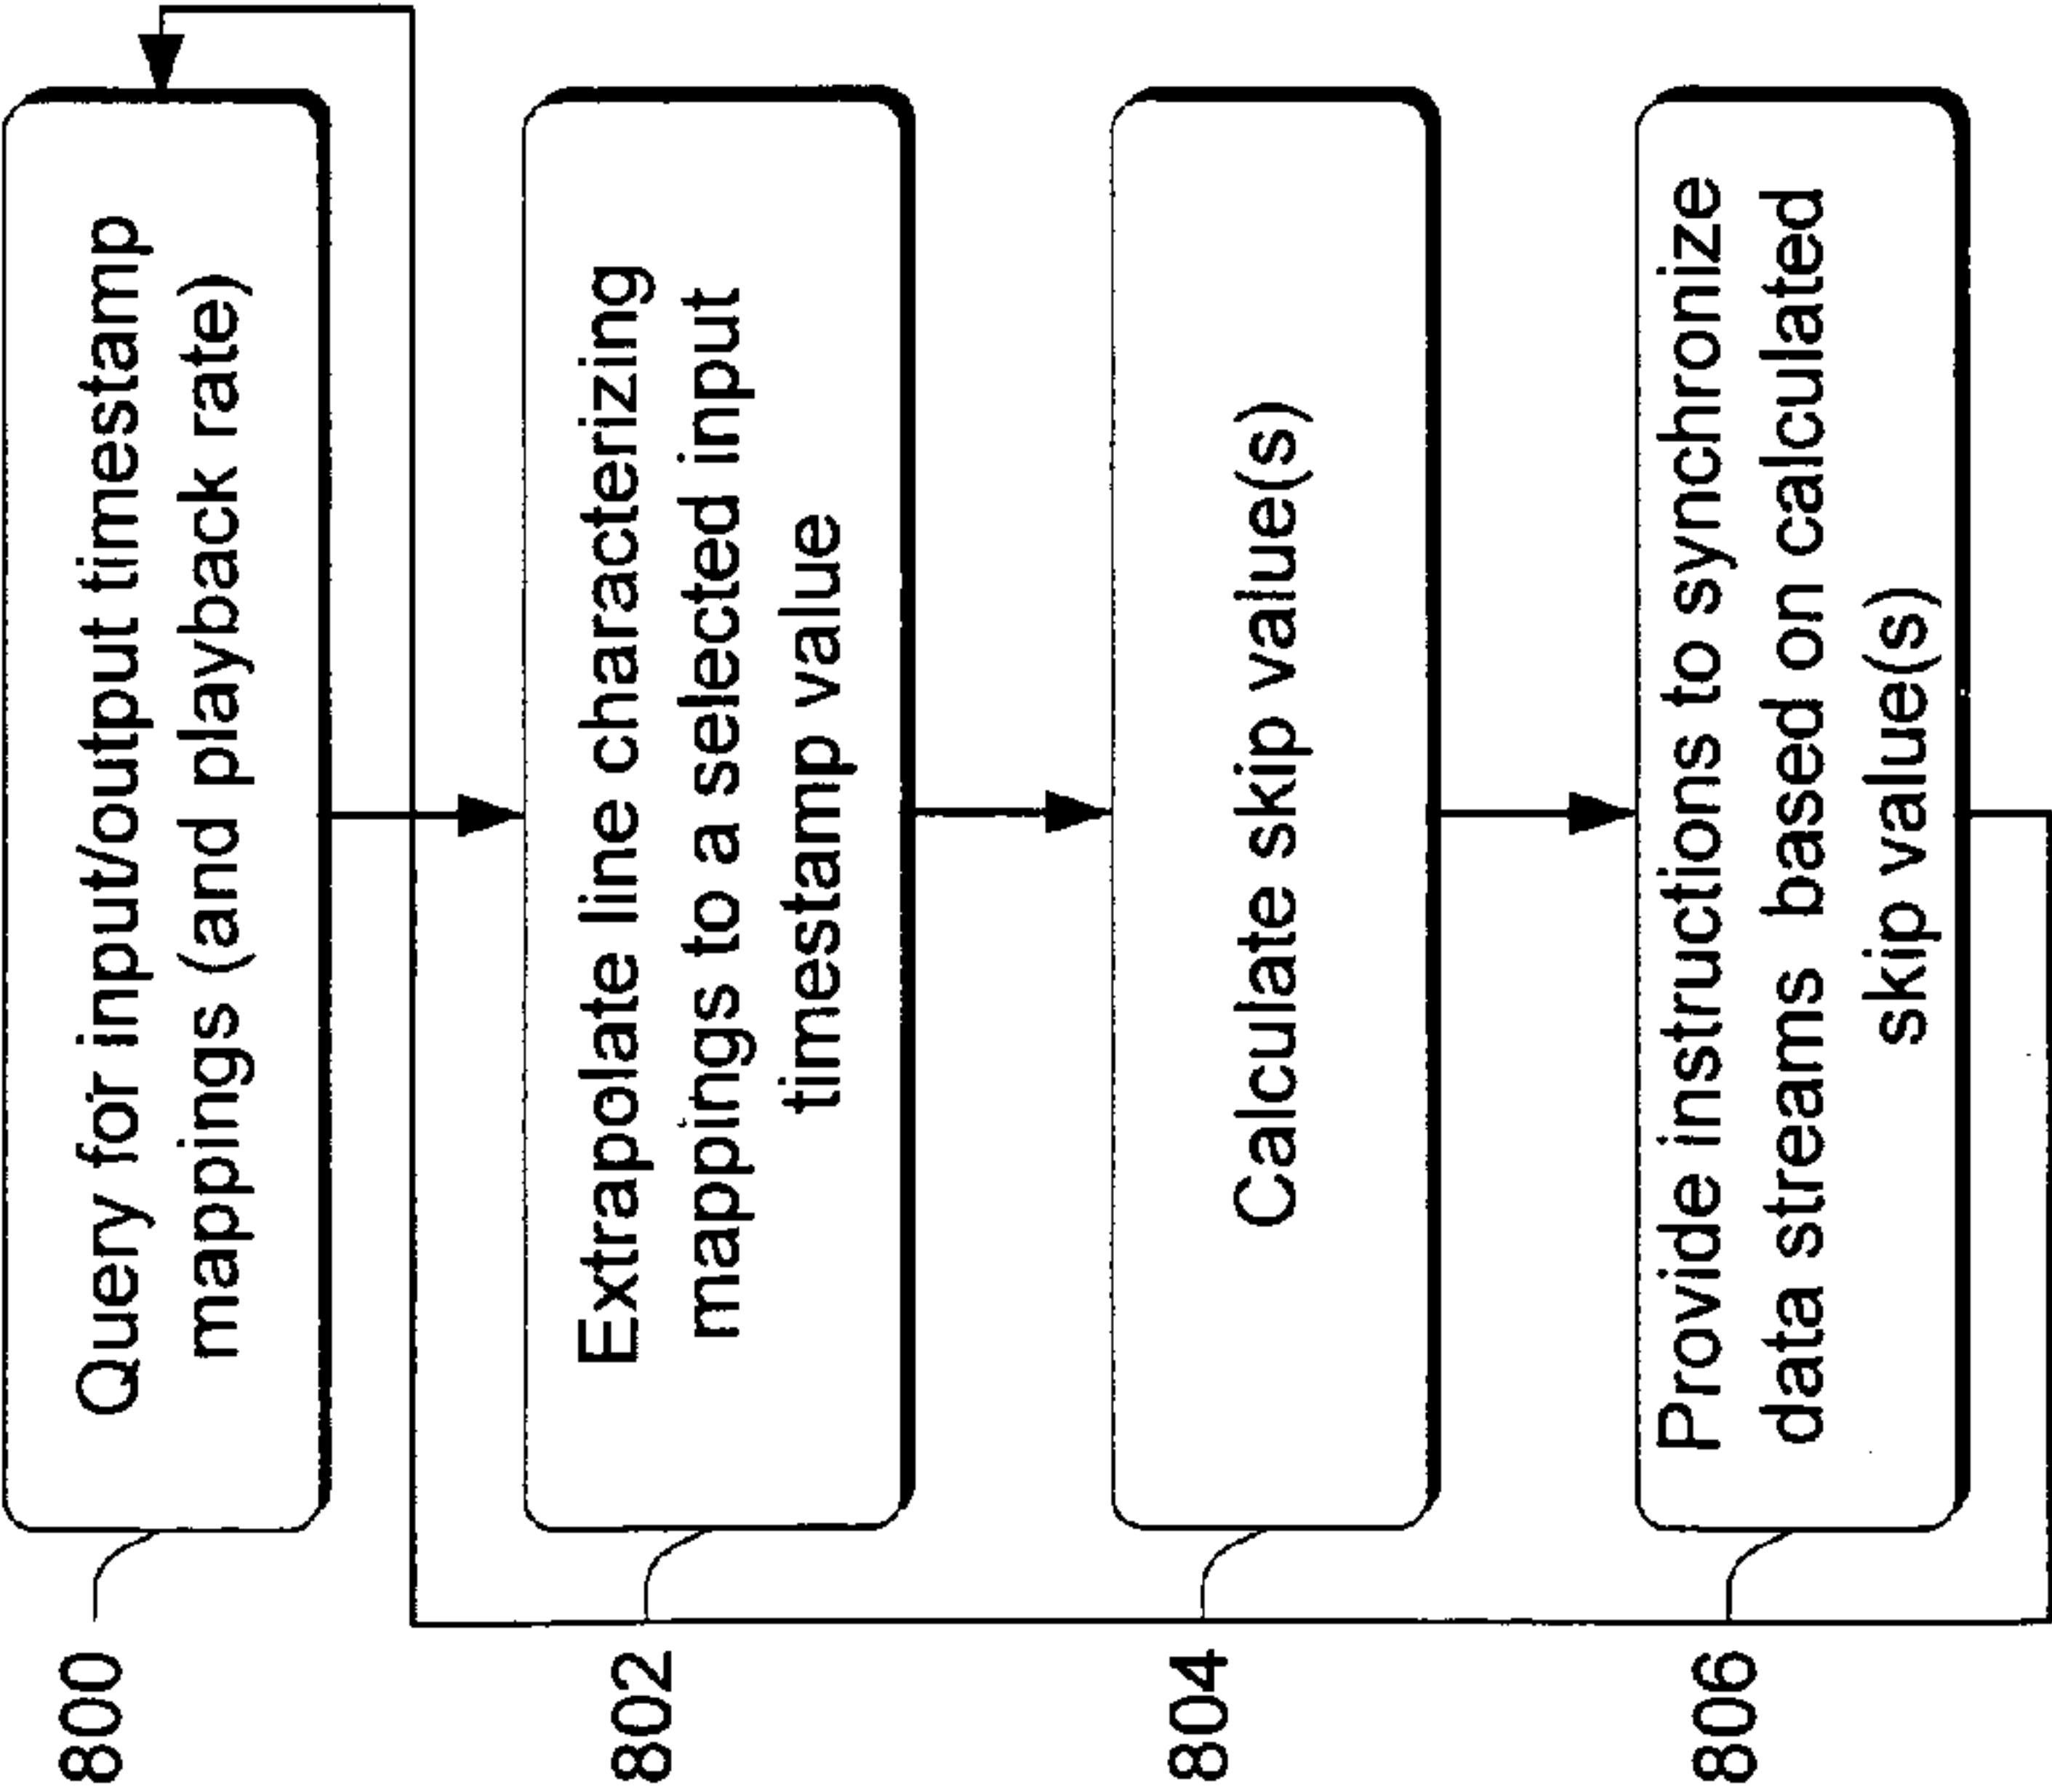 800
Query for input/output timestamp
mappings (and playback rate)
802
Extrapolate line characterizing
mappings to a selected input
timestamp value
804
Calculate skip value(s)
806
Provide instructions to synchronize
data streams based on calculated
skip value(s)